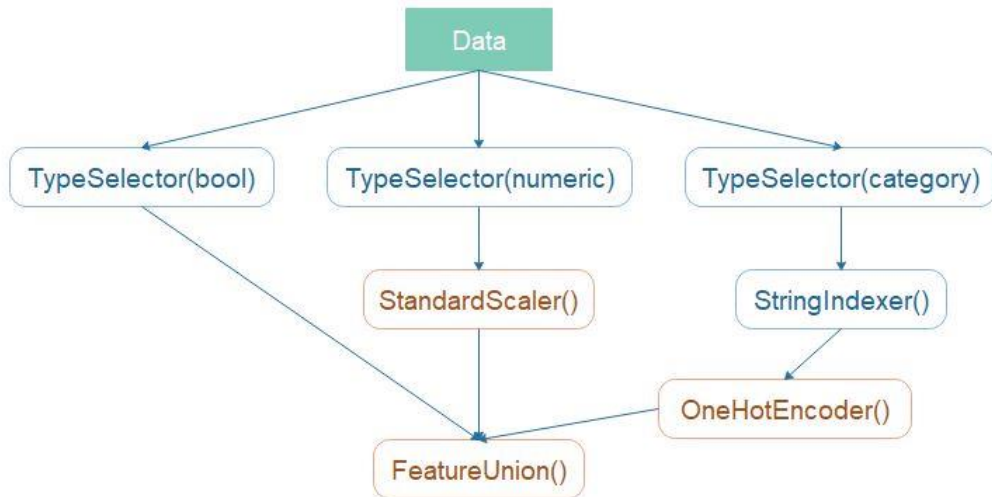 Data
TypeSelector(bool)
TypeSelector(numeric)
TypeSelector(category)
StandardScaler()
StringIndexer()
OneHotEncoder()
FeatureUnion()